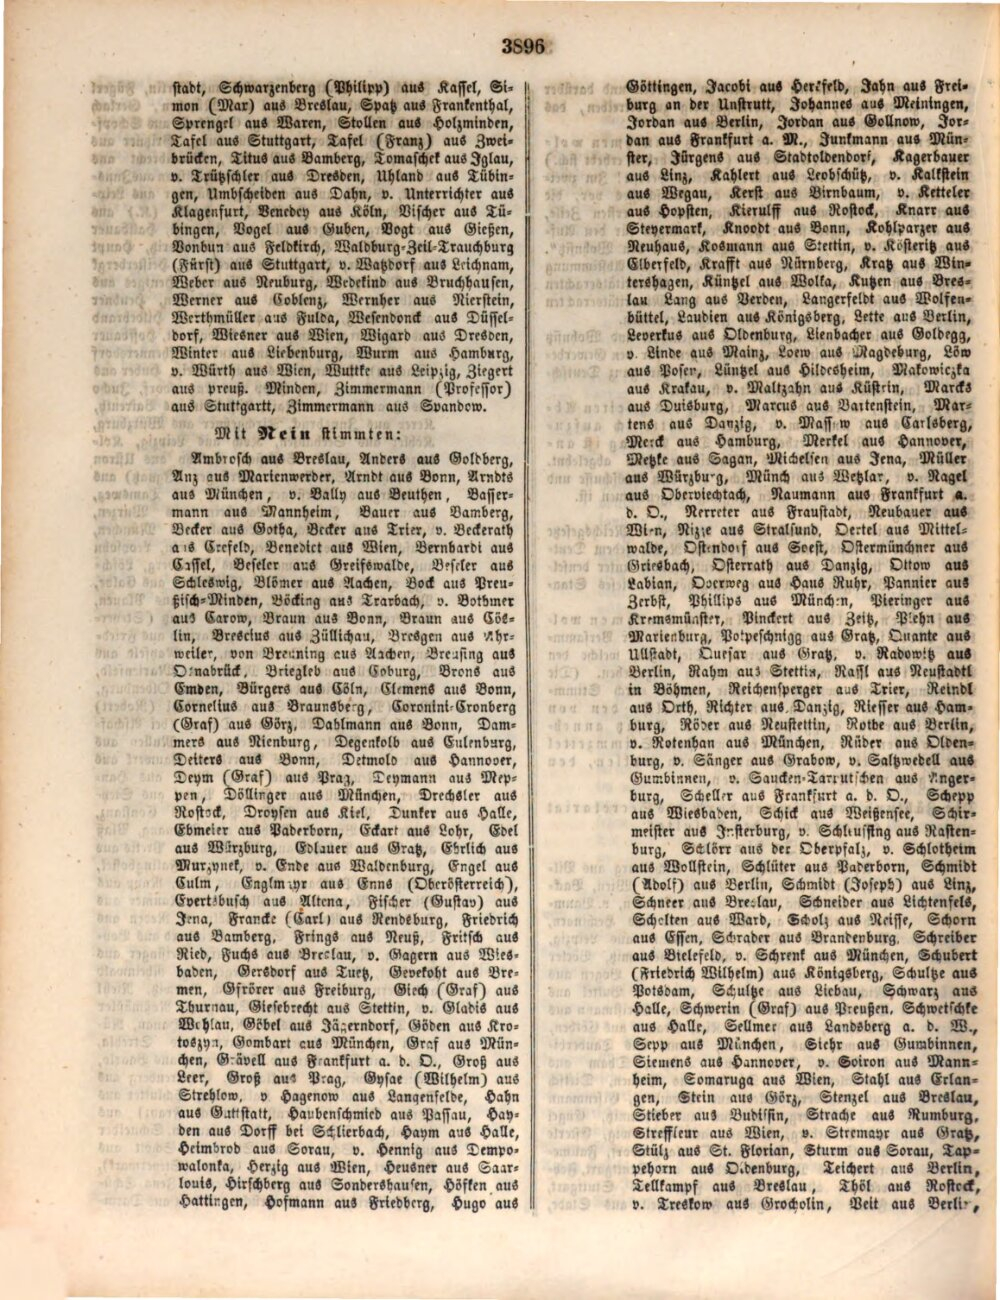 3896
stadt, Schwarzenberg (Philipp) aus Kassel, Si-
mon (Max) aus Breslau, Spatz aus Frankenthal,
Sprengel aus Waren, Stollen aus Holzminden,
Tafel aus Stuttgart, Tafel (Franz) aus Zwei-
brücken, Titus aus Bamberg, Tomaschek aus Iglau,
v. Trützschler aus Dresden, Uhland aus Tübin-
gen, Umbscheiden aus Dahn, v. Unterrichter aus
Klagenfurt, Venedey aus Köln, Vischer aus Tü-
bingen, Vogel aus Guben, Vogt aus Gießen,
Vonbun aus Feldkirch, Waldburg-Zeil-Trauchburg
(Fürst) aus Stuttgart, v. Watzdorf aus Leichnam,
Weber aus Neuburg, Wedekind aus Bruchhausen,
Werner aus Coblenz, Wernher aus Nierstein,
Werthmüller aus Fulda, Wesendonck aus Düssel-
dorf, Wiesner aus Wien, Wigard aus Dresden,
Winter aus Liebenburg, Wurm aus Hamburg,
v. Würth aus Wien, Wuttke aus Leipzig, Ziegert
aus preuß. Minden, Zimmermann (Professor)
aus Stuttgartt, Zimmermann aus Spandow.
Mit Nein stimmten:
Ambrosch aus Breslau, Anders aus Goldberg,
Anz aus Marienwerder, Arndt aus Bonn, Arndts
aus München, v. Bally aus Beuthen, Basser-
mann aus Mannheim, Bauer aus Bamberg,
Becker aus Gotha, Becker aus Trier, v. Beckerath
aus Crefeld, Benedict aus Wien, Bernhardi aus
Cassel, Beseler aus Greifswalde, Beseler aus
Schleswig, Blömer aus Aachen, Bock aus Preu-
ßisch-Minden, Böcking aus Trarbach, v. Bothmer
aus Carow, Braun aus Bonn, Braun aus Cös-
lin, Brescius aus Züllichau, Bresgen aus Ahr-
weiler, von Breuning aus Aachen, Breusing aus
Osnabrück, Briegleb aus Coburg, Brons aus
Emden, Bürgers aus Cöln, Clemens aus Bonn,
Cornelius aus Braunsberg, Coronini-Cronberg
(Graf) aus Görz, Dahlmann aus Bonn, Dam-
mers aus Nienburg, Degenkolb aus Eulenburg,
Deiters aus Bonn, Detmold aus Hannover,
Deym (Graf) aus Prag, Deymann aus Mep-
pen, Döllinger aus München, Drechsler aus
Rostock, Droysen aus Kiel, Dunker aus Halle,
Ebmeier aus Paderborn, Eckart aus Lohr, Edel
aus Würzburg, Edlauer aus Gratz, Ehrlich aus
Murzynek, v. Ende aus Waldenburg, Engel aus
Culm, Englmayr aus Enns (Oberösterreich),
Evertsbusch aus Altena, Fischer (Gustav) aus
Jena, Francke (Carl) aus Rendsburg, Friedrich
aus Bamberg, Frings aus Neuß, Fritsch aus
Ried, Fuchs aus Breslau, v. Gagern aus Wies-
baden, Gersdorf aus Tuetz, Gevekoht aus Bre-
men, Gfrörer aus Freiburg, Giech (Graf) aus
Thurnau, Giesebrecht aus Stettin, v. Gladis aus
Wohlau, Göbel aus Jägerndorf, Göden aus Kro-
toszyn, Gombart aus München, Graf aus Mün-
chen, Grävell aus Frankfurt a. d. O., Groß aus
Leer, Groß aus Prag, Gysae (Wilhelm) aus
Strehlow, v Hagenow aus Langenfelde, Hahn
aus Guttstatt, Haubenschmied aus Passau, Hay-
den aus Dorff bei Schlierbach, Haym aus Halle,
Heimbrod aus Sorau, v. Hennig aus Dempo-
walonka, Herzig aus Wien, Heusner aus Saar-
louis, Hirschberg aus Sondershausen, Höfken aus
Hattingen, Hofmann aus Friedberg, Hugo aus
Göttingen, Jacobi aus Hersfeld, Jahn aus Frei-
burg an der Unstrutt, Johannes aus Meiningen,
Jordan aus Berlin, Jordan aus Gollnow, Jor-
dan aus Frankfurt a. M., Junkmann aus Mün-
ster, Jürgens aus Stadtoldendorf, Kagerbauer
aus Linz, Kahlert aus Leobschütz, v. Kalkstein
aus Wegau, Kerst aus Birnbaum, v. Ketteler
aus Hopsten, Kierulff aus Rostock, Knarr aus
Steyermark, Knoodt aus Bonn, Kohlparzer aus
Neuhaus, Kosmann aus Stettin, v. Kösteritz aus
Elberfeld, Krafft aus Nürnberg, Kratz aus Win-
tershagen, Küntzel aus Wolka, Kutzen aus Bres-
lau Lang aus Verden, Langerfeldt aus Wolfen-
büttel, Laudien aus Königsberg, Lette aus Berlin,
Leverkus aus Oldenburg, Lienbacher aus Goldegg,
v. Linde aus Mainz, Loew aus Magdeburg, Löw
aus Posen, Lüntzel aus Hildesheim, Makowiczka
aus Krakau, v. Maltzahn aus Küstrin, Marcks
aus Duisburg, Marcus aus Bartenstein, Mar-
tens aus Danzig, v. Massow aus Carlsberg,
Merck aus Hamburg, Merkel aus Hannover,
Metzke aus Sagan, Michelsen aus Jena, Müller
aus Würzburg, Münch aus Wetzlar, v. Nagel
aus Oberviechtach, Naumann aus Frankfurt a.
d. O., Nerreter aus Fraustadt, Neubauer aus
Wien, Nizze aus Stralsund, Oertel aus Mittel-
walde, Ostendorf aus Soest, Ostermünchner aus
Griesbach, Osterrath aus Danzig, Ottow aus
Labian, Overweg aus Haus Ruhr, Pannier aus
Zerbst, Phillips aus München, Pieringer aus
Kremsmünster, Pinckert aus Zeitz, Plehn aus
Marienburg, Potpeschnigg aus Gratz, Quante aus
Ullstadt, Quesar aus Gratz, v. Radowitz aus
Berlin, Rahm aus Stettin, Rassl aus Neustadtl
in Böhmen, Reichensperger aus Trier, Reindl
aus Orth, Richter aus Danzig, Riesser aus Ham-
burg, Röder aus Neustettin, Rothe aus Berlin,
v. Rotenhan aus München, Rüder aus Olden-
burg, v. Sänger aus Grabow, v. Saltzwedell aus
Gumbinnen, v. Saucken-Tarputschen aus Anger-
burg, Scheller aus Frankfurt a. d. O., Schepp
aus Wiesbaden, Schick aus Weißensee, Schir-
meister aus Insterburg, v. Schleusing aus Rasten-
burg, Schlörr aus der Oberpfalz, v. Schlotheim
aus Wollstein, Schlüter aus Paderborn, Schmidt
(Adolf) aus Berlin, Schmidt (Joseph) aus Linz,
Schneer aus Breslau, Schneider aus Lichtenfels,
Scholten aus Ward, Scholz aus Neisse, Schorn
aus Essen, Schrader aus Brandenburg, Schreiber
aus Bielefeld, v. Schrenk aus München, Schubert
(Friedrich Wilhelm) aus Königsberg, Schultze aus
Potsdam, Schultze aus Liebau, Schwarz aus
Halle, Schwerin (Graf) aus Preußen, Schwetschke
aus Halle, Sellmer aus Landsberg a. d. W.,
Sepp aus München, Siehr aus Gumbinnen,
Siemens aus Hannover, v. Soiron aus Mann-
heim, Somaruga aus Wien, Stahl aus Erlan-
gen, Stein aus Görz, Stenzel aus Breslau,
Stieber aus Budissin, Strache aus Rumburg,
Streffleur aus Wien, v. Stremayr aus Gratz,
Stülz aus St. Florian, Sturm aus Sorau, Tap-
pehorn aus Oldenburg, Teichert aus Berlin,
Tellkampf aus Breslau, Thöl aus Rostock,
v. Treskow aus Grocholin, Veit aus Berlin,